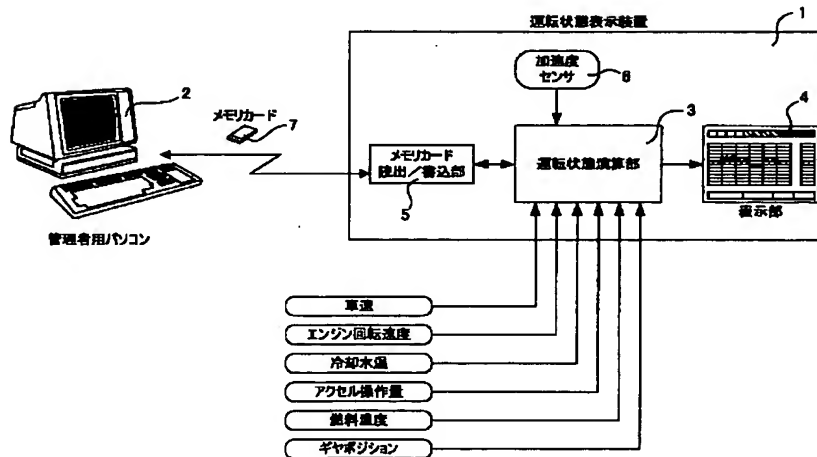 運転状態表示装置
1
加速度
センサ
6
2
メモリカード
7
3
4
メモリカード
読出/書込部
5
運転状態演算部
表示部
管理者用パソコン
車速
エンジン回転速度
冷却水温
アクセル操作量
燃料温度
ギヤポジション